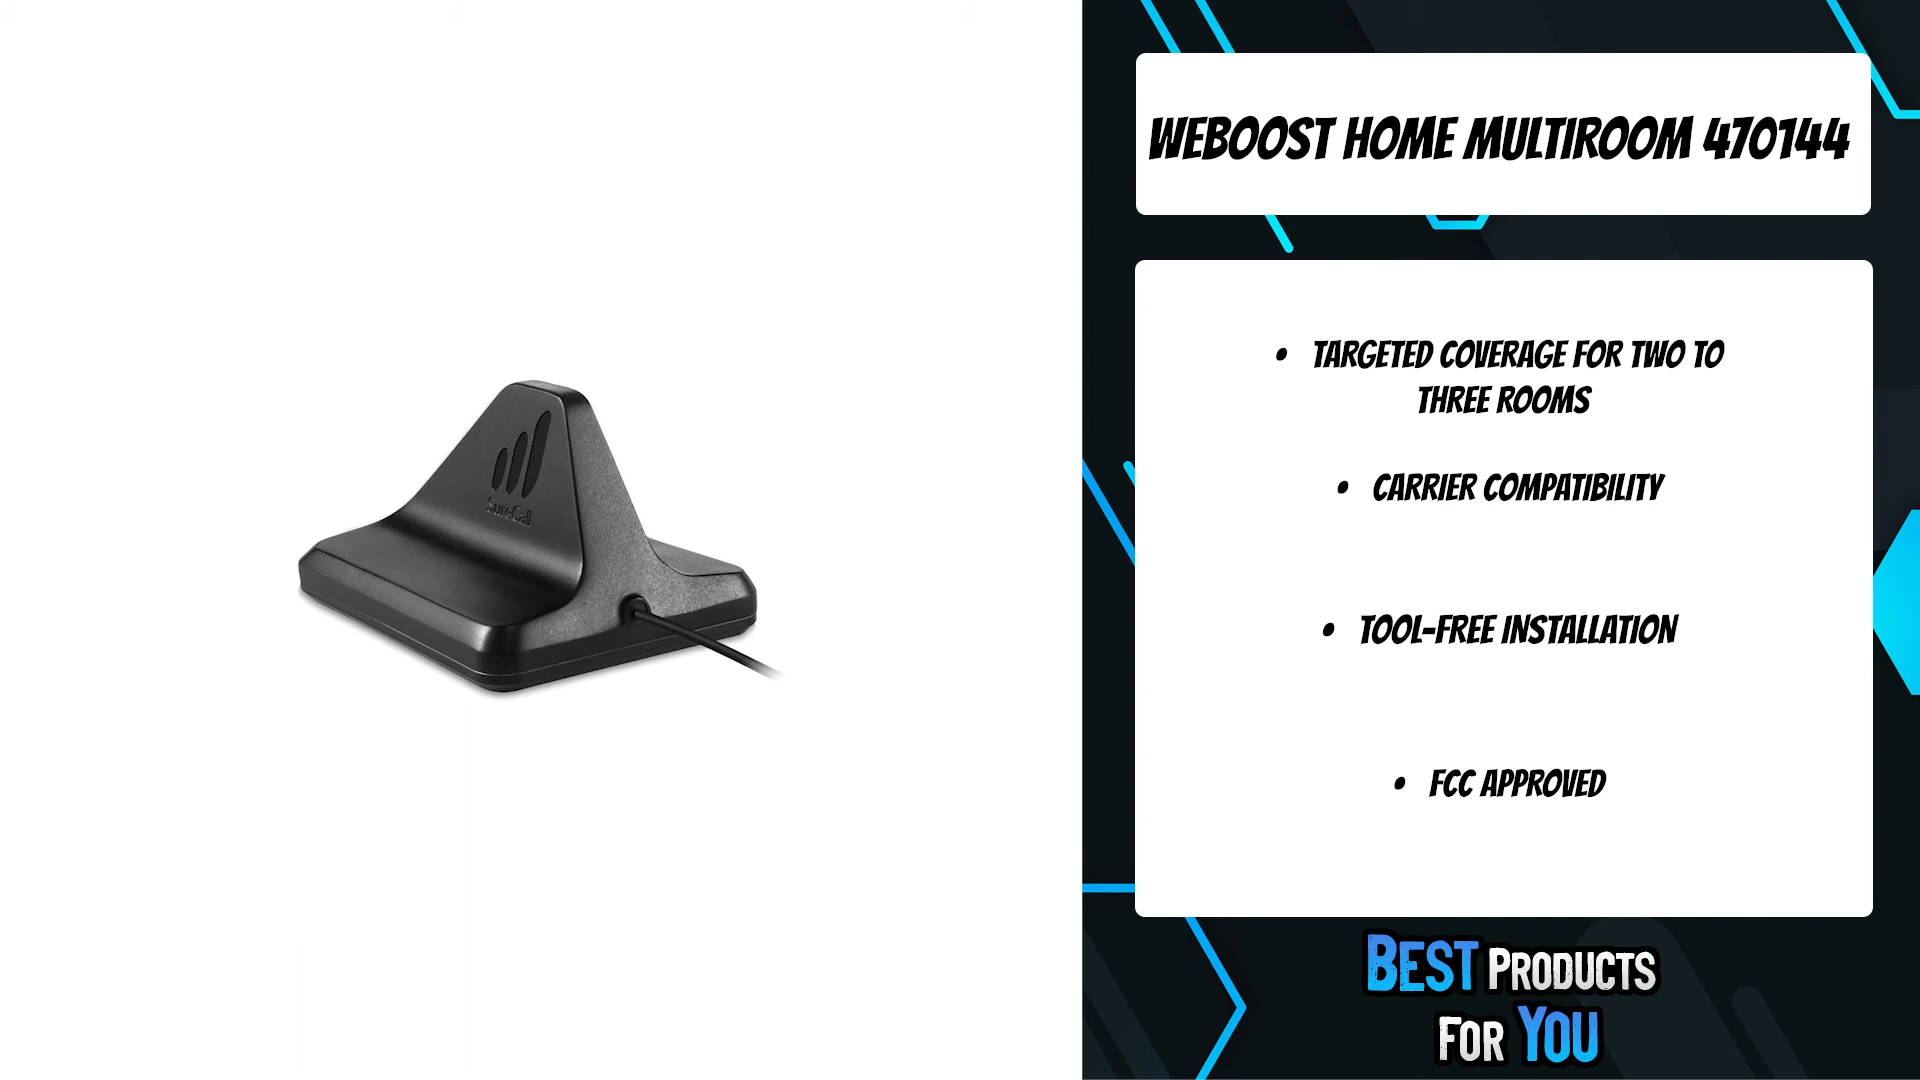 WEBOOST HOME MULTIROOM 470144
• TARGETED COVERAGE FOR TWO TO
THREE ROOMS
• CARRIER COMPATIBILITY
• TOOL-FREE INSTALLATION
• FCC APPROVED
SureCall
BEST PRODUCTS
FOR YOU